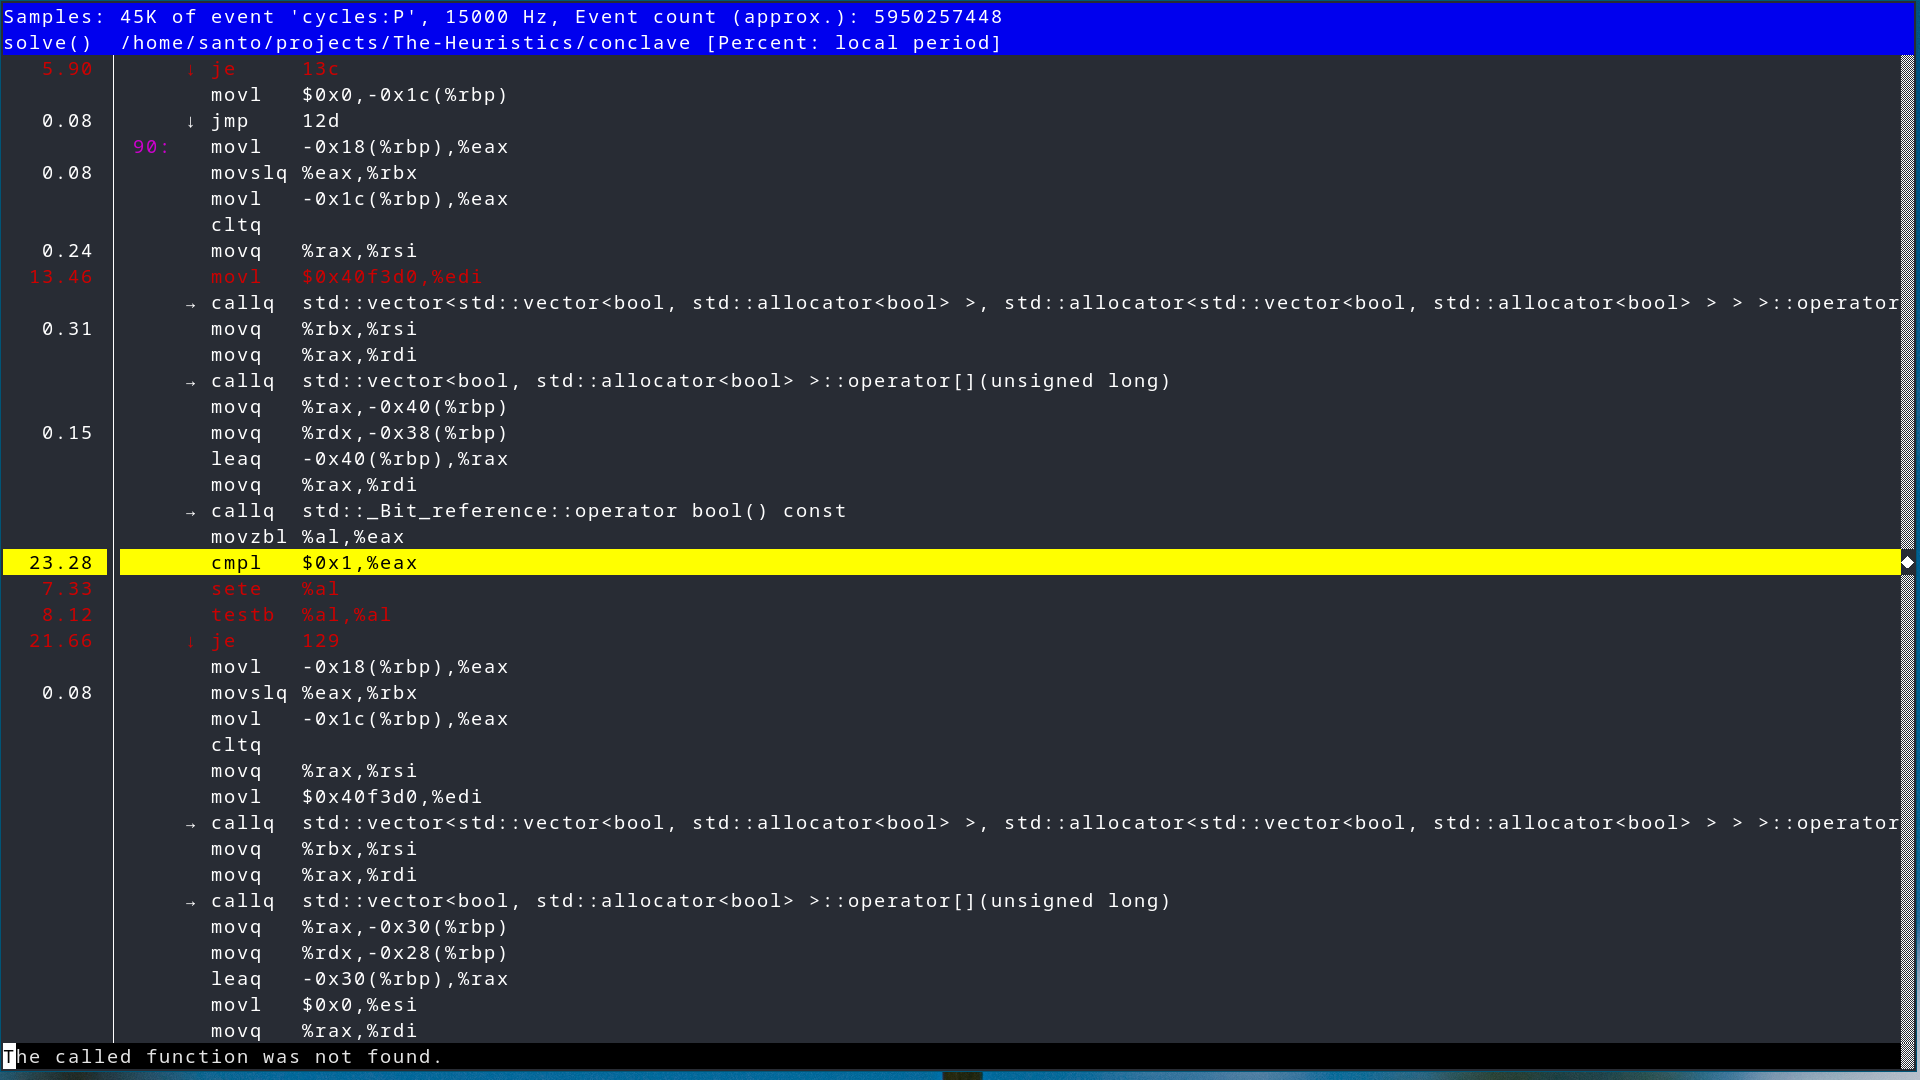 Samples: 45K of event 'cycles:P', 15000 Hz, Event count (approx.): 5950257448
solve()  /home/santo/projects/The-Heuristics/conclave [Percent: local period]
5.90 ↓ je 13c
movl $0x0,-0x1c(%rbp)
0.08 ↓ jmp 12d
90: movl -0x18(%rbp),%eax
0.08 movslq %eax,%rbx
movl -0x1c(%rbp),%eax
cltq
0.24 movq %rax,%rsi
13.46 movl $0x40f3d0,%edi
→ callq std::vector<std::vector<bool, std::allocator<bool> >, std::allocator<std::vector<bool, std::allocator<bool> > > >::operator
0.31 movq %rbx,%rsi
movq %rax,%rdi
→ callq std::vector<bool, std::allocator<bool> >::operator[](unsigned long)
movq %rax,-0x40(%rbp)
0.15 movq %rdx,-0x38(%rbp)
leaq -0x40(%rbp),%rax
movq %rax,%rdi
→ callq std::_Bit_reference::operator bool() const
movzbl %al,%eax
23.28 cmpl $0x1,%eax
7.33 sete %al
8.12 testb %al,%al
21.66 ↓ je 129
movl -0x18(%rbp),%eax
0.08 movslq %eax,%rbx
movl -0x1c(%rbp),%eax
cltq
movq %rax,%rsi
movl $0x40f3d0,%edi
→ callq std::vector<std::vector<bool, std::allocator<bool> >, std::allocator<std::vector<bool, std::allocator<bool> > > >::operator
movq %rbx,%rsi
movq %rax,%rdi
→ callq std::vector<bool, std::allocator<bool> >::operator[](unsigned long)
movq %rax,-0x30(%rbp)
movq %rdx,-0x28(%rbp)
leaq -0x30(%rbp),%rax
movl $0x0,%esi
movq %rax,%rdi
The called function was not found.